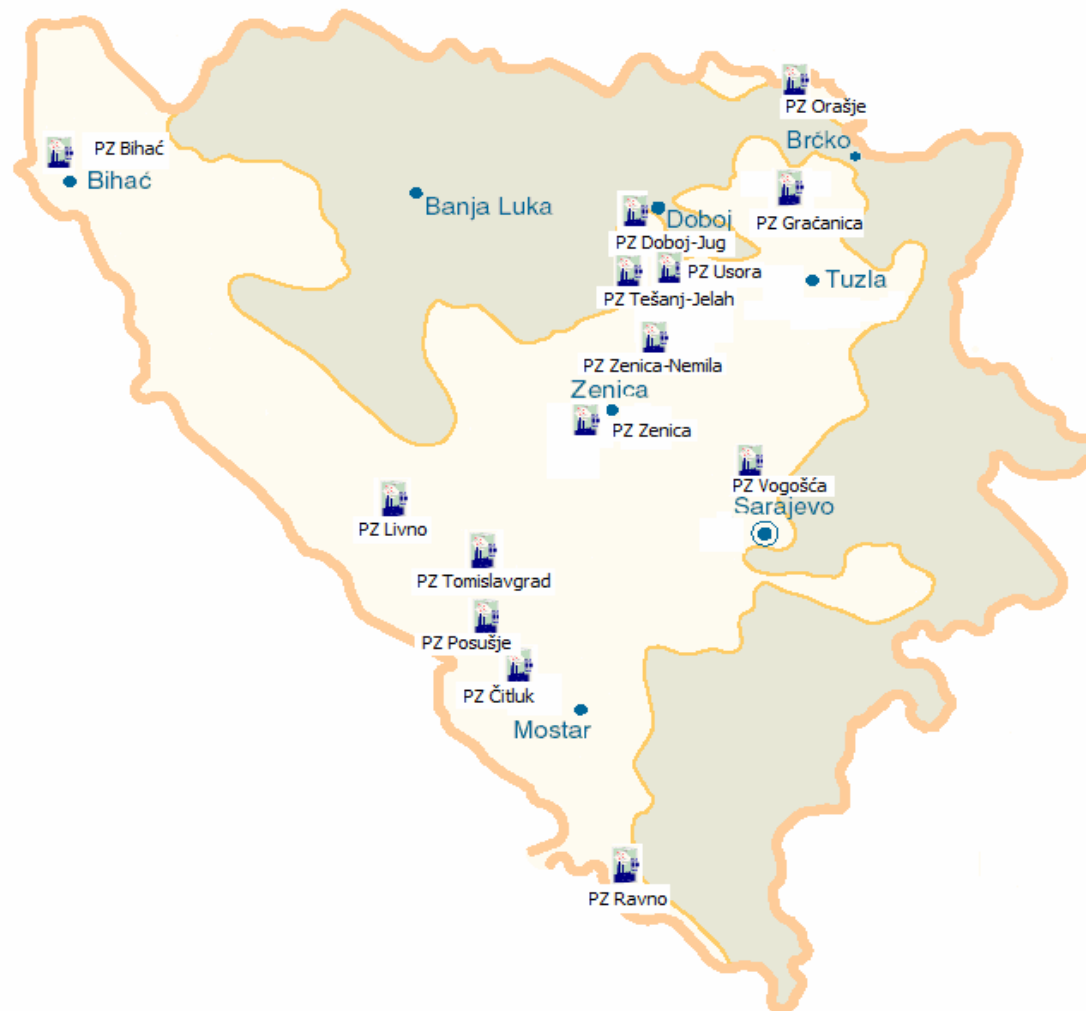 PZ Orašje
Brčko
PZ Bihać
Bihać
Banja Luka
Doboj
PZ Gračanica
PZ Doboj-Jug
PZ Usora
Tuzla
PZ Tešanj-Jelah
PZ Zenica-Nemila
Zenica
PZ Zenica
PZ Vogošća
Sarajevo
PZ Livno
PZ Tomislavgrad
PZ Posušje
PZ Čitluk
Mostar
PZ Ravno